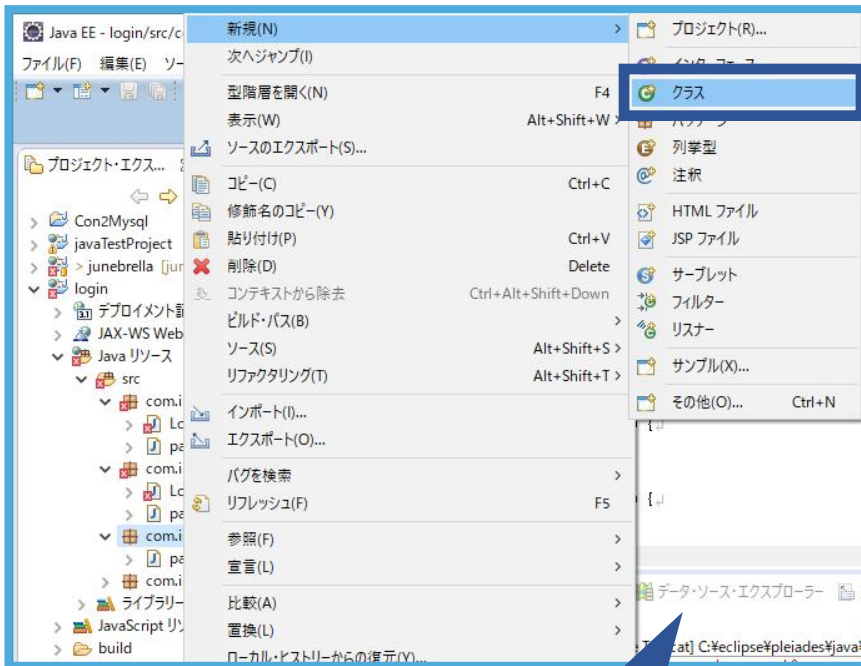 Java EE - login/src/c
ファイル(F) 編集(E) ソー
プロジェクト・エクス...
Con2Mysql
javaTestProject
> junebrella [jur
login
デプロイメント記
JAX-WS Web
Java リソース
src
com.i
Lo
pa
com.i
Lo
pa
com.i
pa
com.i
ライブラリー
JavaScript リソ
build
新規(N)
次へジャンプ(I)
型階層を開く(N) F4
表示(W) Alt+Shift+W >
ソースのエクスポート(S)...
コピー(C) Ctrl+C
修飾名のコピー(Y)
貼り付け(P) Ctrl+V
削除(D) Delete
コンテキストから除去 Ctrl+Alt+Shift+Down
ビルド・パス(B) >
ソース(S) Alt+Shift+S >
リファクタリング(T) Alt+Shift+T >
インポート(I)...
エクスポート(O)...
バグを検索 >
リフレッシュ(F) F5
参照(F) >
宣言(L) >
比較(A) >
置換(L) >
ローカル・ヒストリーからの復元(Y)...
プロジェクト(R)...
クラス
列挙型
注釈
HTML ファイル
JSP ファイル
サーブレット
フィルター
リスナー
サンプル(X)...
その他(O)... Ctrl+N
{
{
データ・ソース・エクスプローラー
cat] C:¥eclipse¥pleiades¥java¥